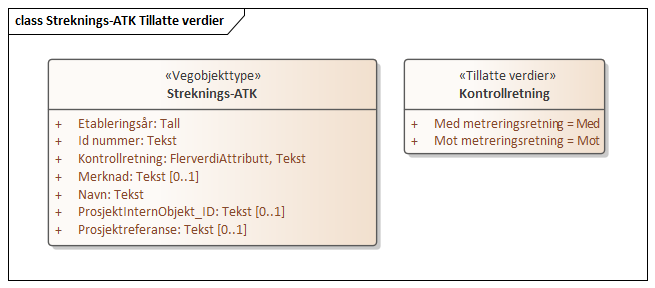 class Streknings-ATK Tillatte verdier
«Vegobjekttype»
Streknings-ATK
+ Etableringsår: Tall
+ Id nummer: Tekst
+ Kontrollretning: FlerverdiAttributt, Tekst
+ Merknad: Tekst [0..1]
+ Navn: Tekst
+ ProsjektInternObjekt_ID: Tekst [0..1]
+ Prosjektreferanse: Tekst [0..1]
«Tillatte verdier»
Kontrollretning
+ Med metreringsretning = Med
+ Mot metreringsretning = Mot